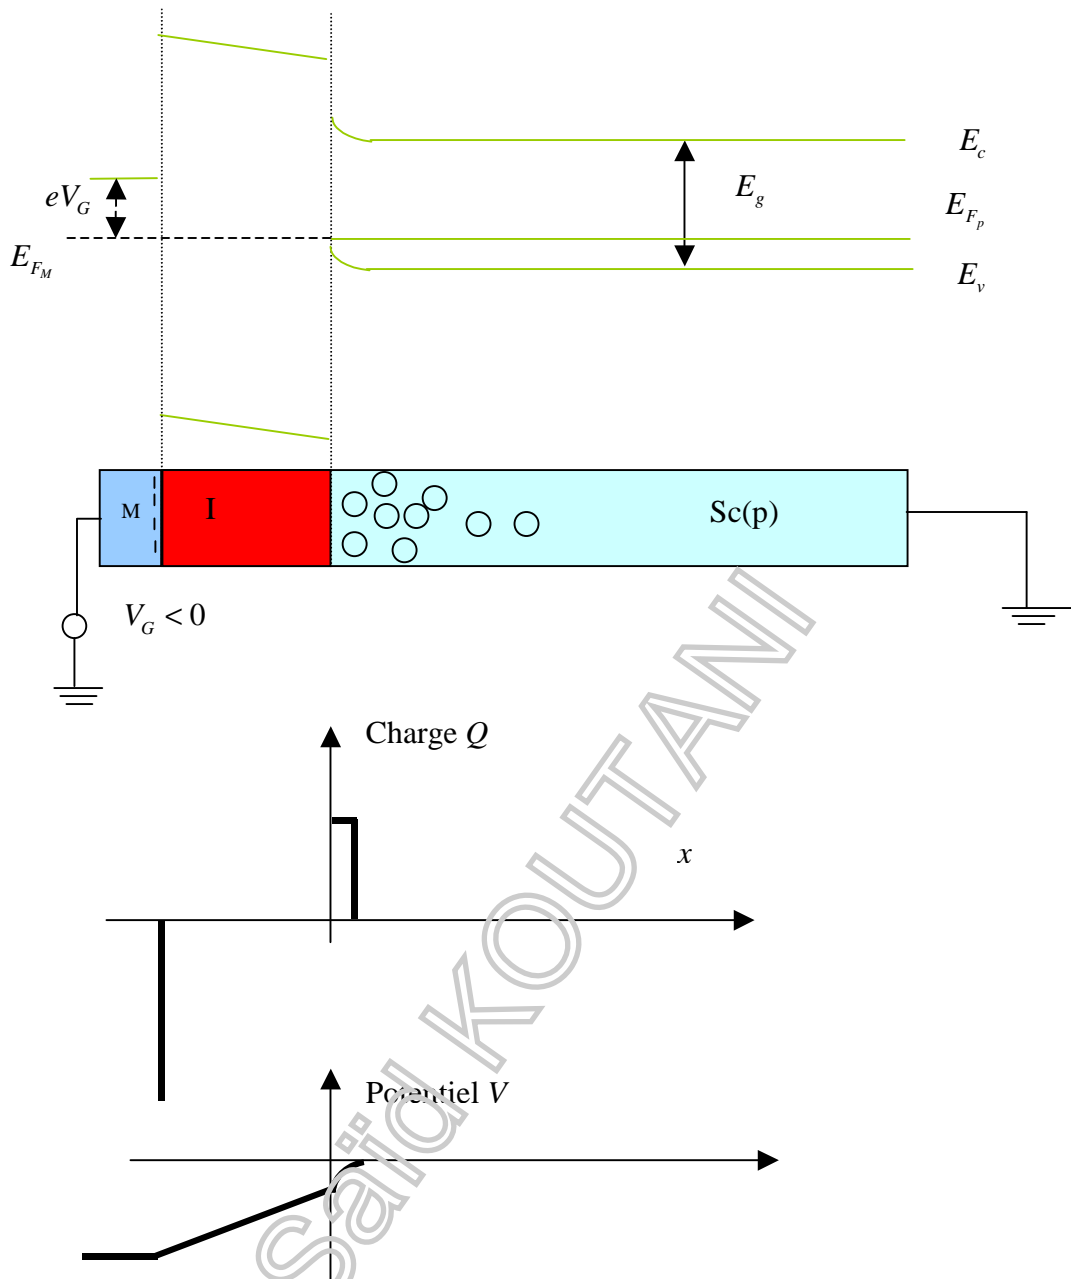 E_c
eV_G
E_g
E_{F_p}
E_{F_M}
E_v
M
I
Sc(p)
V_G < 0
Charge Q
x
Potentiel V
Saïd KOUTANI